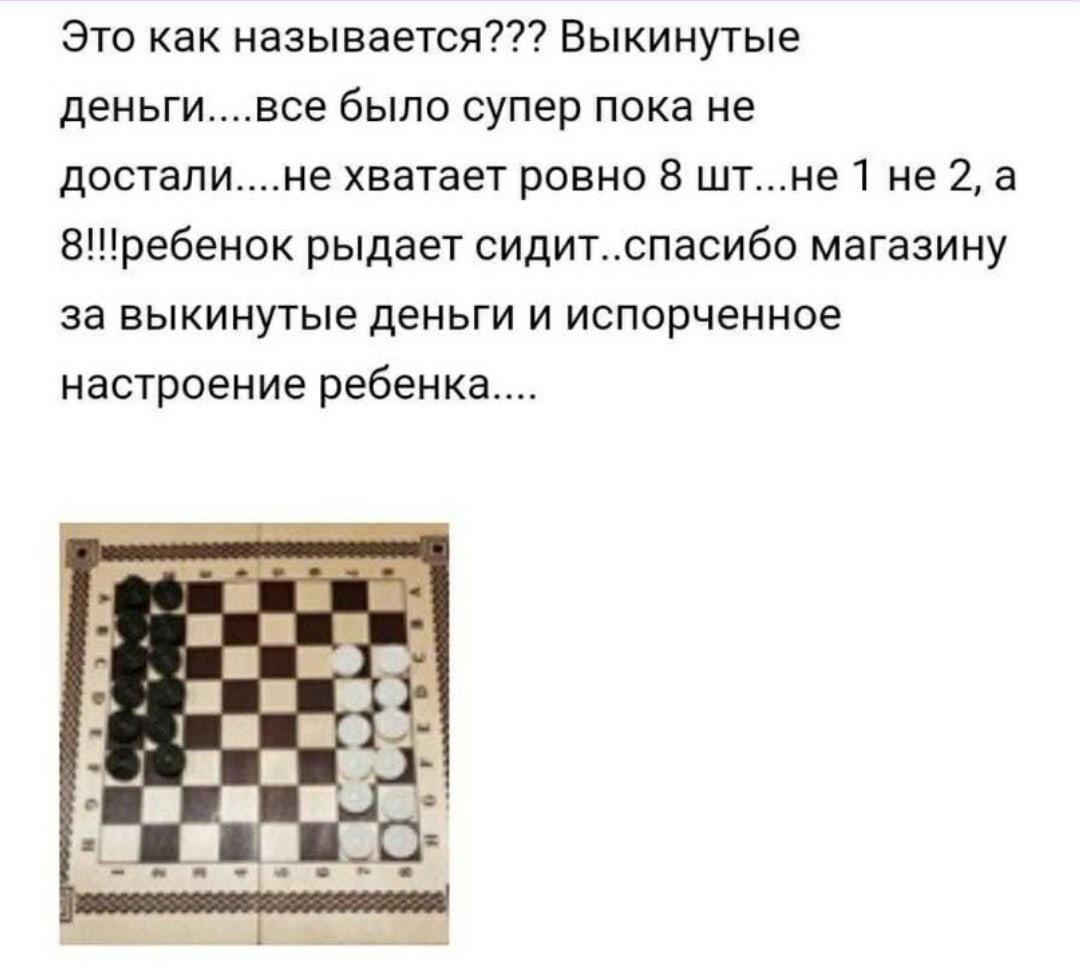 Это как называется??? Выкинутые
деньги....все было супер пока не
достали....не хватает ровно 8 шт...не 1 не 2, а
8!!!ребенок рыдает сидит..спасибо магазину
за выкинутые деньги и испорченное
настроение ребенка....